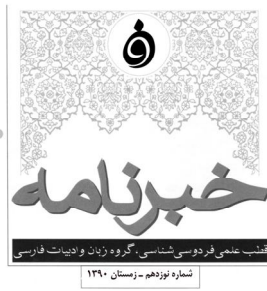 خبرنامه
قطب علمی فردوسی‌شناسی، گروه زبان و ادبیات فارسی
شماره نوزدهم ـ زمستان ۱۳۹۰